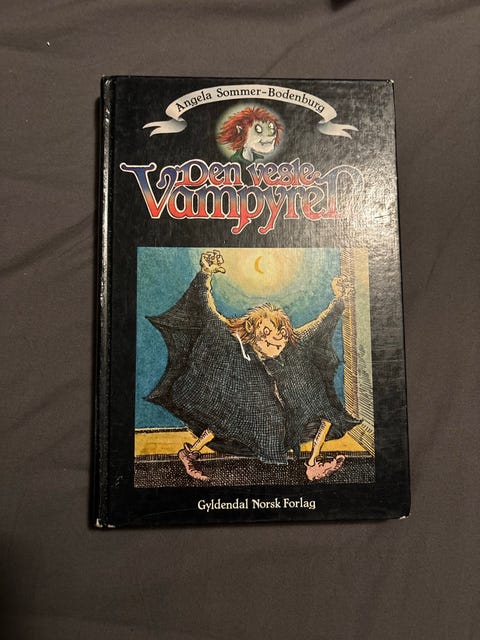 Angela Sommer-Bodenburg
Den vesle
Vampyren
Gyldendal Norsk Forlag